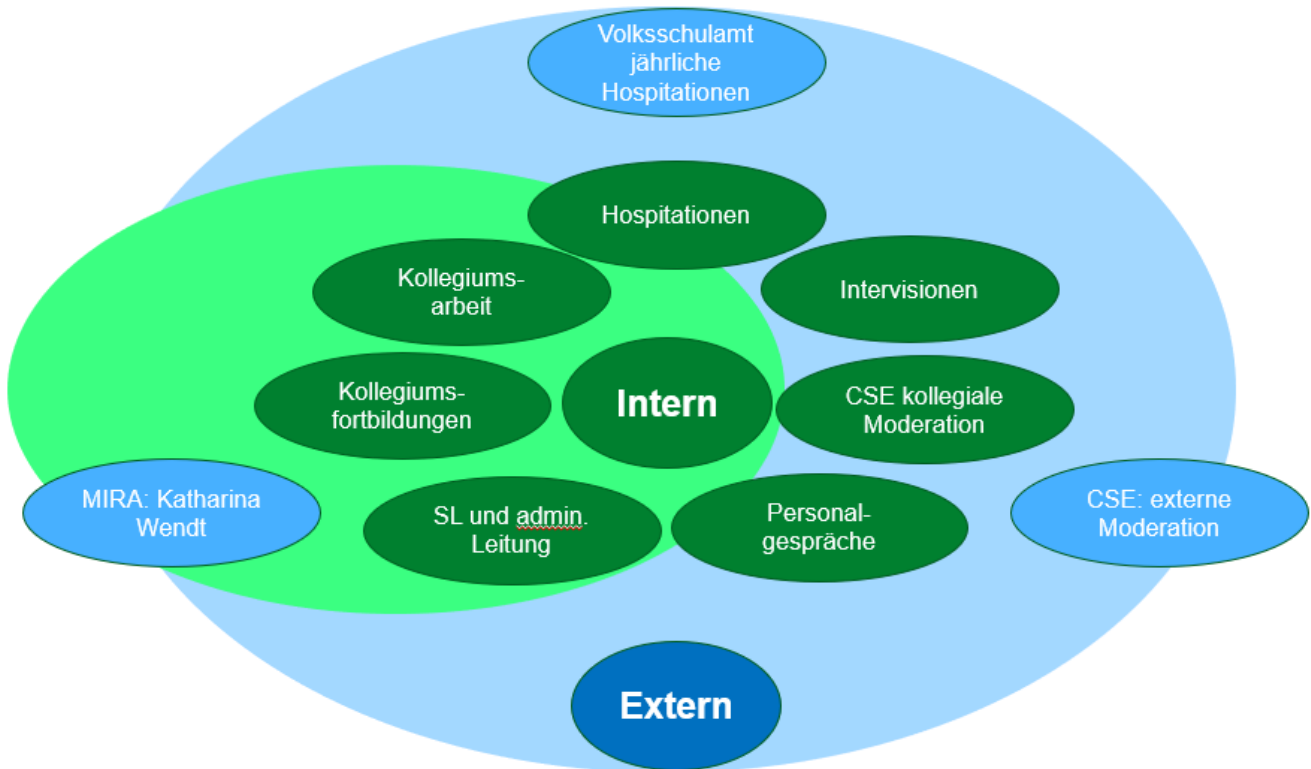 Volksschulamt
jährliche
Hospitationen
Hospitationen
Kollegiums-
arbeit
Intervisionen
Kollegiums-
fortbildungen
Intern
CSE kollegiale
Moderation
MIRA: Katharina
Wendt
SL und admin.
Leitung
Personal-
gespräche
CSE: externe
Moderation
Extern